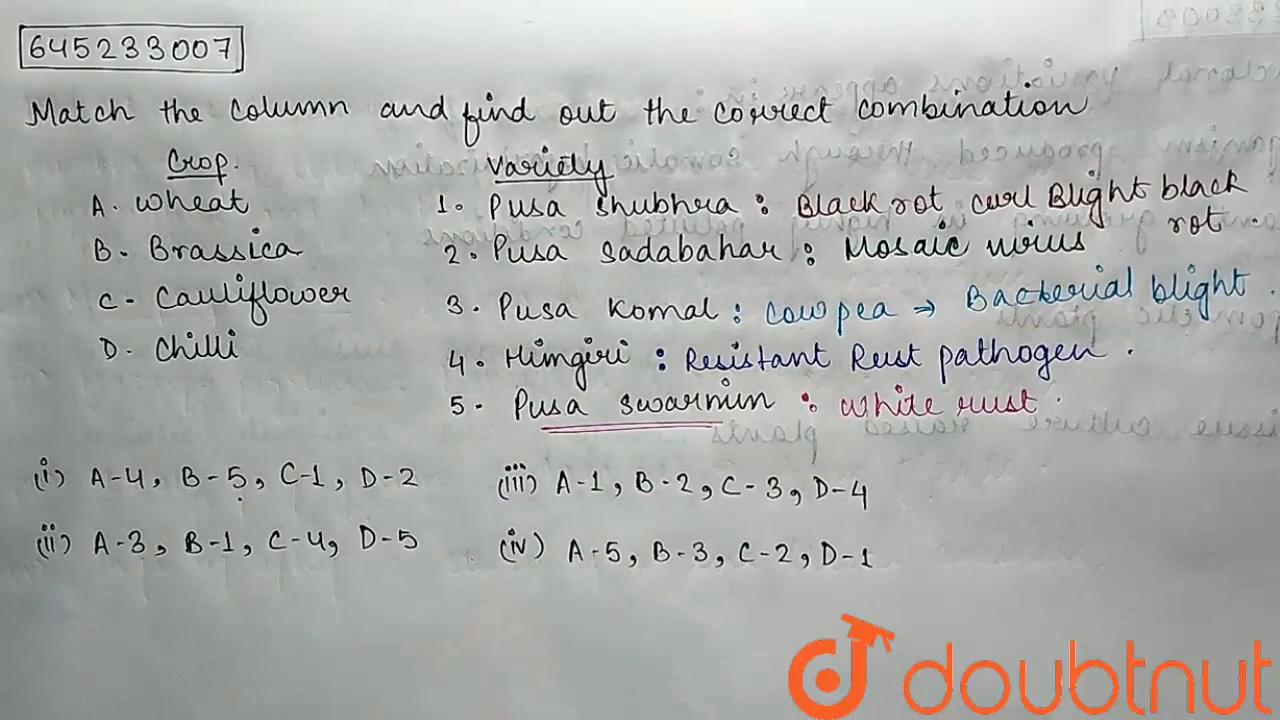 645233007
Match the column and find out the correct combination
Crop. Variety
A. Wheat 1. Pusa Shubhra : Black rot curl Blight black rot.
B. Brassica 2. Pusa Sadabahar : Mosaic virus
C- Cauliflower 3. Pusa Komal : Cow pea → Bacterial blight.
D. Chilli 4. Himgiri : Resistant Rust pathogen.
5- Pusa Swarnim : White rust.
(i) A-4, B-5, C-1, D-2 (iii) A-1, B-2, C-3, D-4
(ii) A-3, B-1, C-4, D-5 (iv) A-5, B-3, C-2, D-1
doubtnut